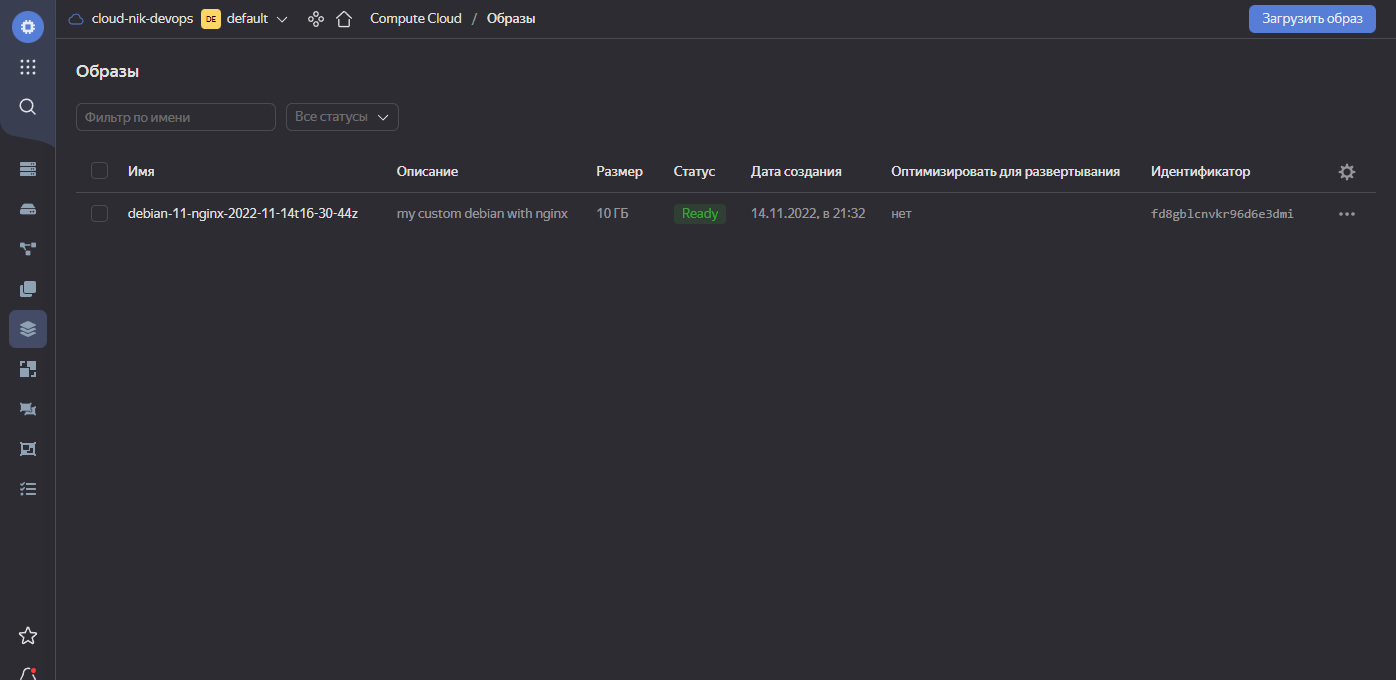 cloud-nik-devops DE default Compute Cloud / Образы Загрузить образ
Образы
Фильтр по имени Все статусы
Имя Описание Размер Статус Дата создания Оптимизировать для развертывания Идентификатор
debian-11-nginx-2022-11-14t16-30-44z my custom debian with nginx 10 ГБ Ready 14.11.2022, в 21:32 нет fd8gblcnvkr96d6e3dmi